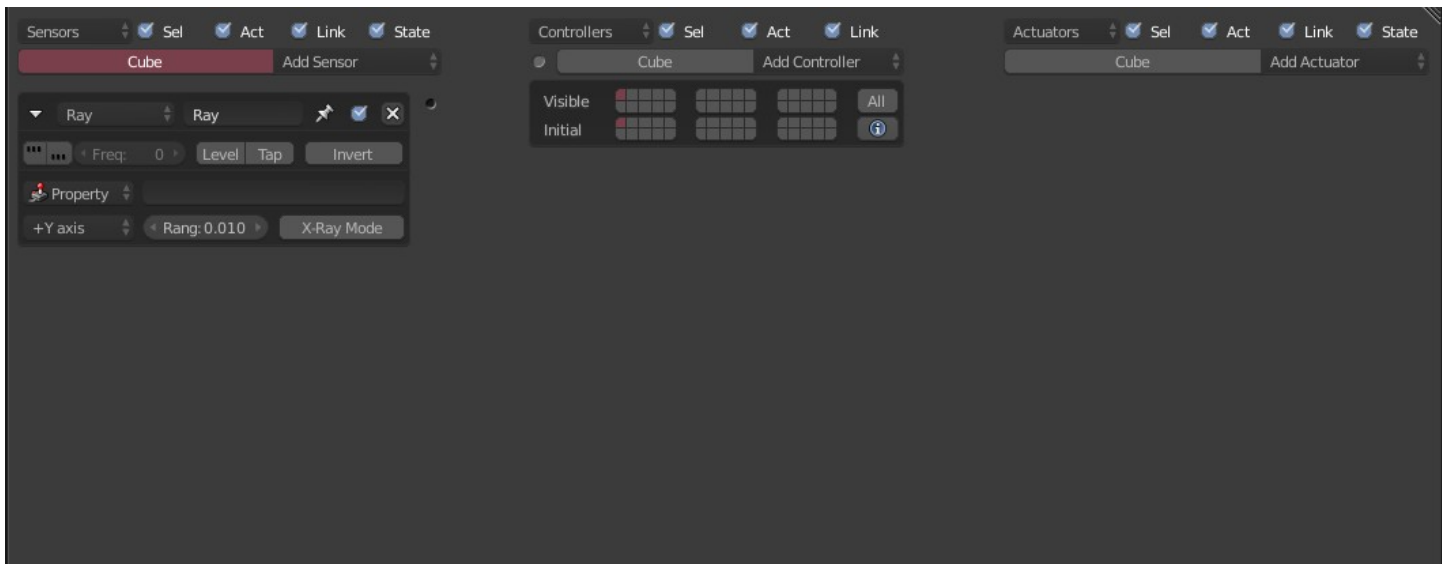 Sensors Sel Act Link State Controllers Sel Act Link Actuators Sel Act Link State
Cube Add Sensor Cube Add Controller Cube Add Actuator
Ray Ray Visible All
Initial
Freq: 0 Level Tap Invert
Property
+Y axis Rang: 0.010 X-Ray Mode